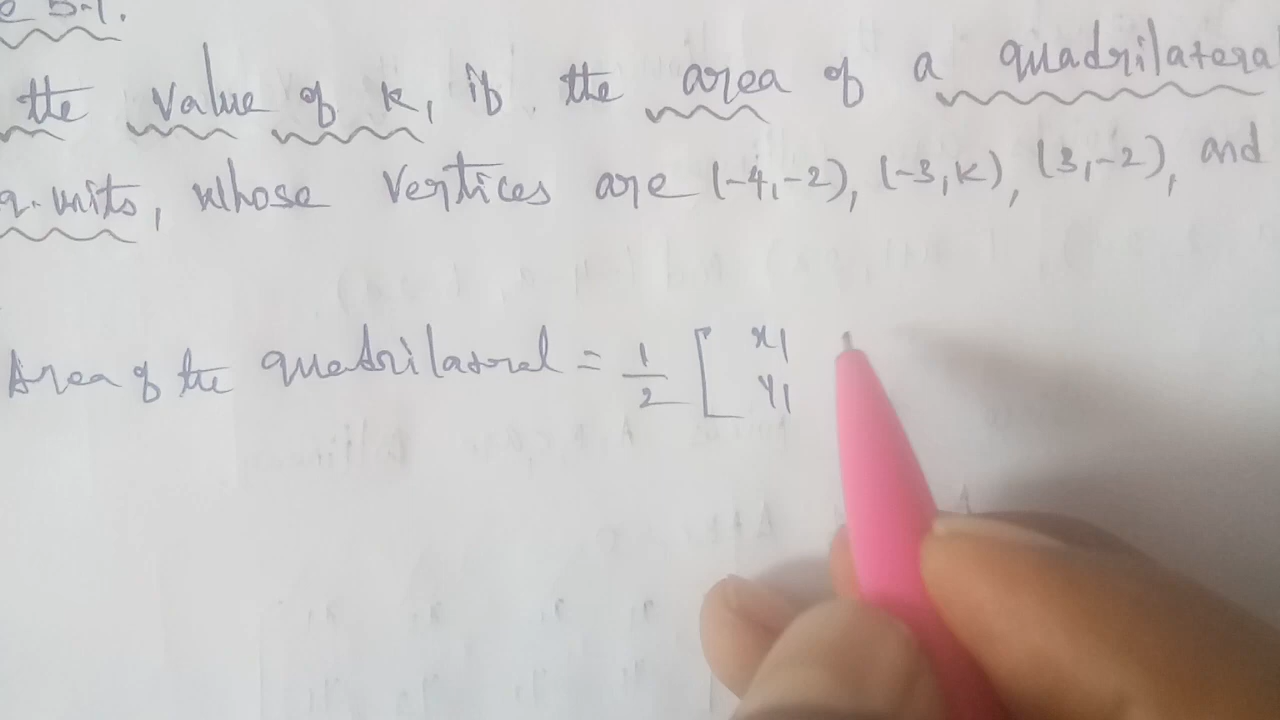 e 5.1.
the value of k, if the area of a quadrilatera
q. units, whose vertices are (-4,-2), (-3,k), (3,-2), and
Area of the quadrilateral = 1/2 [ x1
y1